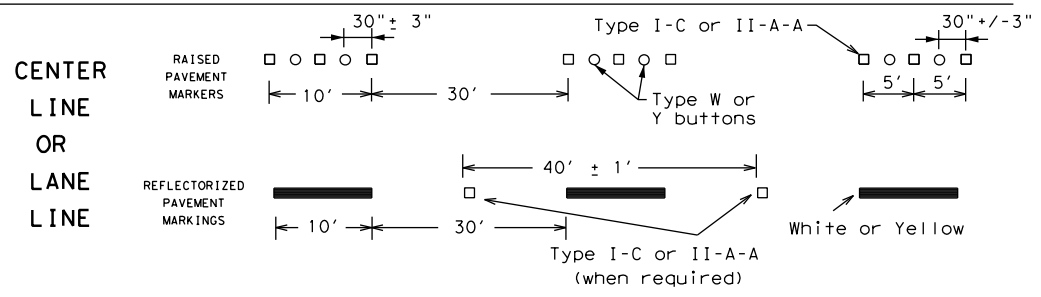 CENTER
LINE
OR
LANE
LINE
RAISED
PAVEMENT
MARKERS
30"± 3"
10'
30'
Type I-C or II-A-A
Type W or
Y buttons
30"+/-3"
5'
5'
REFLECTORIZED
PAVEMENT
MARKINGS
10'
30'
40' ± 1'
Type I-C or II-A-A
(when required)
White or Yellow